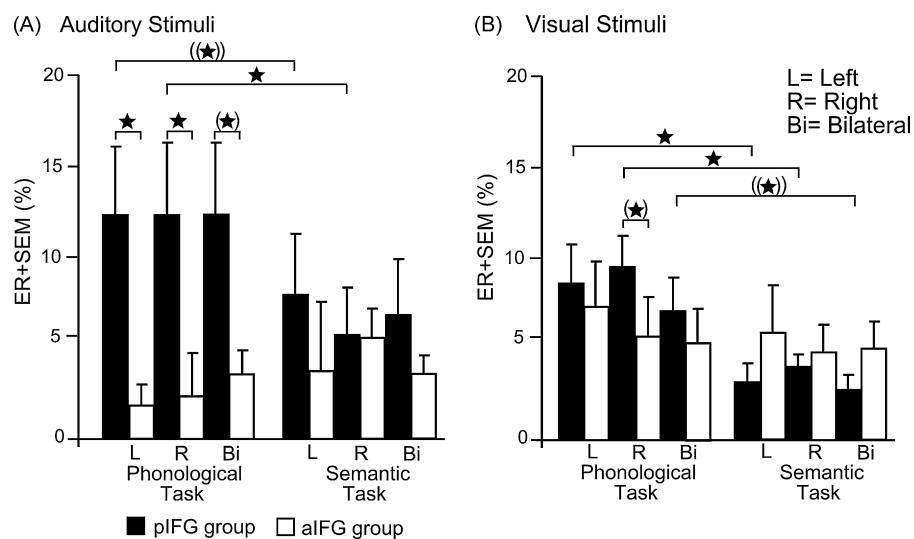 (A) Auditory Stimuli
((★))
★
★ ★ (★)
20
15
10
5
0
ER+SEM (%)
L R Bi L R Bi
Phonological Task
Semantic Task
pIFG group aIFG group
(B) Visual Stimuli
L= Left
R= Right
Bi= Bilateral
★
★
((★))
(★)
20
15
10
5
0
ER+SEM (%)
L R Bi L R Bi
Phonological Task
Semantic Task